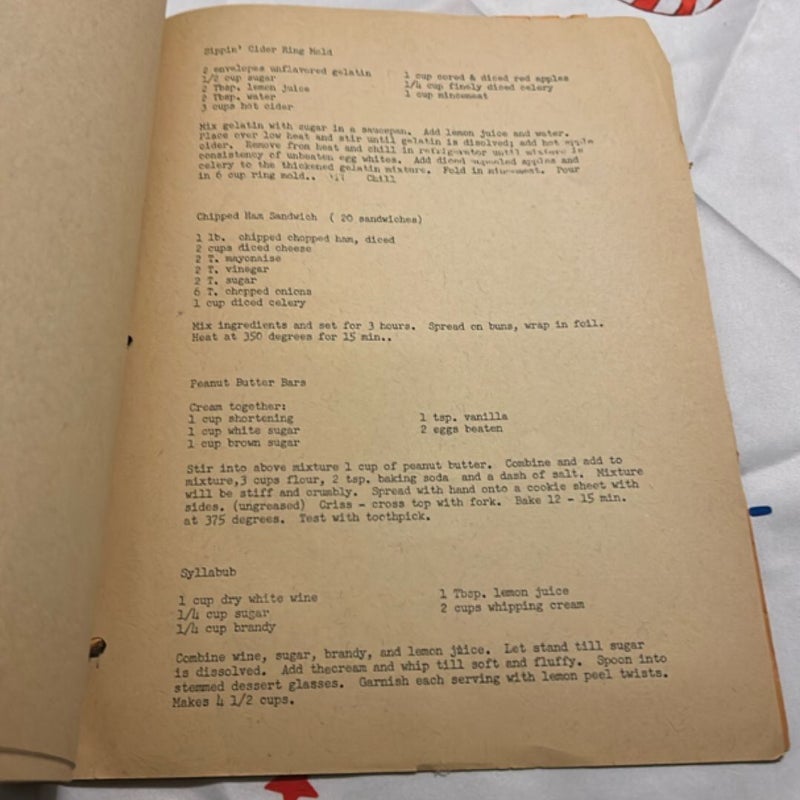 Sippin' Cider Ring Mold
2 envelopes unflavored gelatin
1/2 cup sugar
2 Tbsp. lemon juice
2 Tbsp. water
3 cups hot cider
1 cup cored & diced red apples
1/4 cup finely diced celery
1 cup mincemeat
Mix gelatin with sugar in a saucepan. Add lemon juice and water.
Place over low heat and stir until gelatin is disolved; add hot apple
cider. Remove from heat and chill in refrigerator until mixture is
consistency of unbeaten egg whites. Add diced unpeeled apples and
celery to the thickened gelatin mixture. Fold in mincemeat. Pour
in 6 cup ring mold.. Chill
Chipped Ham Sandwich ( 20 sandwiches)
1 lb. chipped chopped ham, diced
2 cups diced cheese
2 T. mayonaise
2 T. vinegar
2 T. sugar
6 T. chopped onions
1 cup diced celery
Mix ingredients and set for 3 hours. Spread on buns, wrap in foil.
Heat at 350 degrees for 15 min..
Peanut Butter Bars
Cream together:
1 cup shortening
1 cup white sugar
1 cup brown sugar
1 tsp. vanilla
2 eggs beaten
Stir into above mixture 1 cup of peanut butter. Combine and add to
mixture,3 cups flour, 2 tsp. baking soda and a dash of salt. Mixture
will be stiff and crumbly. Spread with hand onto a cookie sheet with
sides. (ungreased) Criss - cross top with fork. Bake 12 - 15 min.
at 375 degrees. Test with toothpick.
Syllabub
1 cup dry white wine
1/4 cup sugar
1/4 cup brandy
1 Tbsp. lemon juice
2 cups whipping cream
Combine wine, sugar, brandy, and lemon juice. Let stand till sugar
is dissolved. Add thecream and whip till soft and fluffy. Spoon into
stemmed dessert glasses. Garnish each serving with lemon peel twists.
Makes 4 1/2 cups.